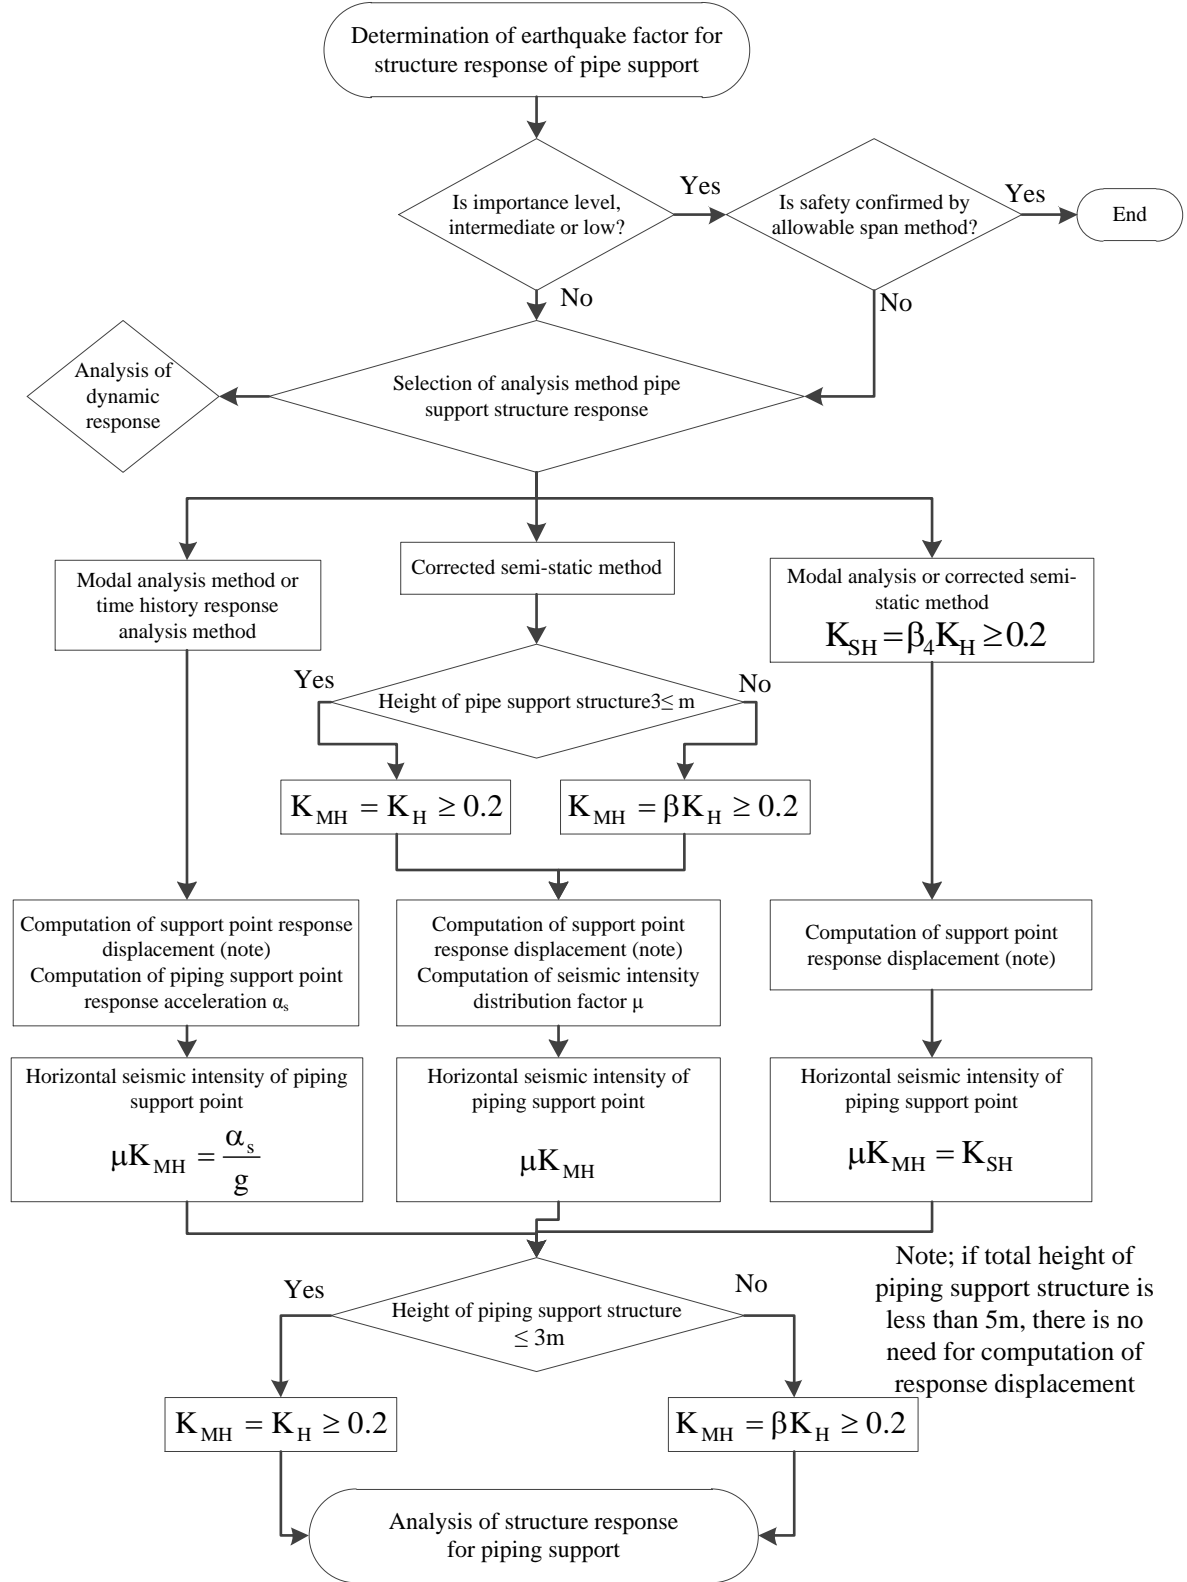 Determination of earthquake factor for
structure response of pipe support
Is importance level,
intermediate or low?
Yes
Is safety confirmed by
allowable span method?
Yes
End
No
No
Analysis of
dynamic
response
Selection of analysis method pipe
support structure response
Modal analysis method or
time history response
analysis method
Corrected semi-static method
Modal analysis or corrected semi-
static method
K_SH = β₄K_H ≥ 0.2
Yes
Height of pipe support structure3≤ m
No
K_MH = K_H ≥ 0.2
K_MH = βK_H ≥ 0.2
Computation of support point response
displacement (note)
Computation of piping support point
response acceleration αₛ
Computation of support point
response displacement (note)
Computation of seismic intensity
distribution factor μ
Computation of support point
response displacement (note)
Horizontal seismic intensity of piping
support point
μK_MH = αₛ/g
Horizontal seismic intensity of
piping support point
μK_MH
Horizontal seismic intensity of
piping support point
μK_MH = K_SH
Yes
Height of piping support structure
≤ 3m
No
Note; if total height of
piping support structure is
less than 5m, there is no
need for computation of
response displacement
K_MH = K_H ≥ 0.2
K_MH = βK_H ≥ 0.2
Analysis of structure response
for piping support